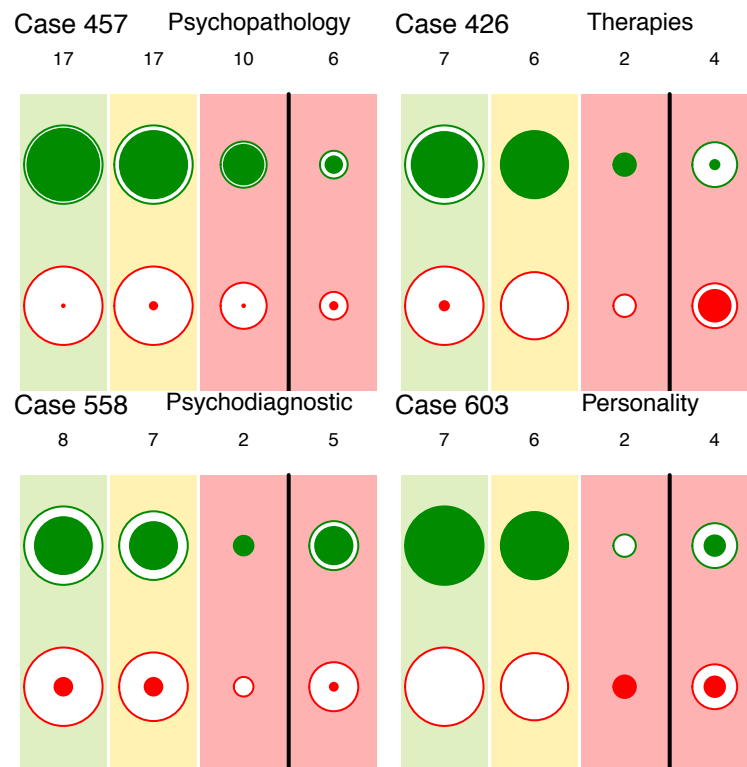 Case 457 Psychopathology
17 17 10 6
Case 426 Therapies
7 6 2 4
Case 558 Psychodiagnostic
8 7 2 5
Case 603 Personality
7 6 2 4